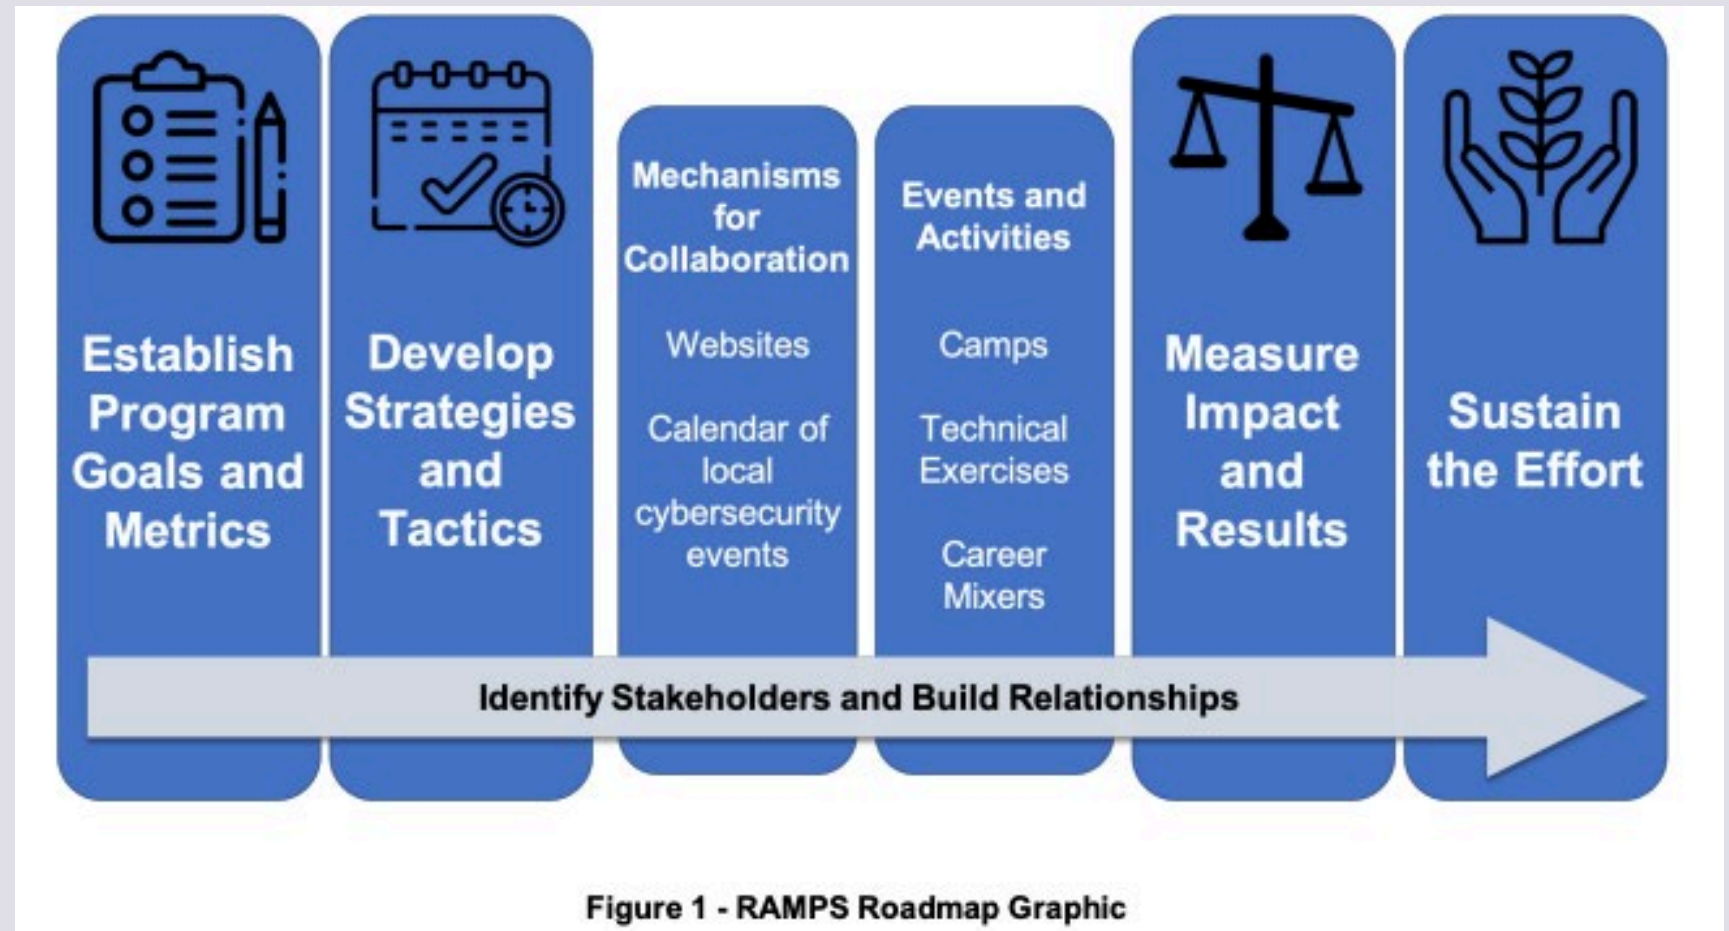 Establish
Program
Goals and
Metrics
Develop
Strategies
and
Tactics
Mechanisms
for
Collaboration
Websites
Calendar of
local
cybersecurity
events
Events and
Activities
Camps
Technical
Exercises
Career
Mixers
Measure
Impact
and
Results
Sustain
the Effort
Identify Stakeholders and Build Relationships
Figure 1 - RAMPS Roadmap Graphic